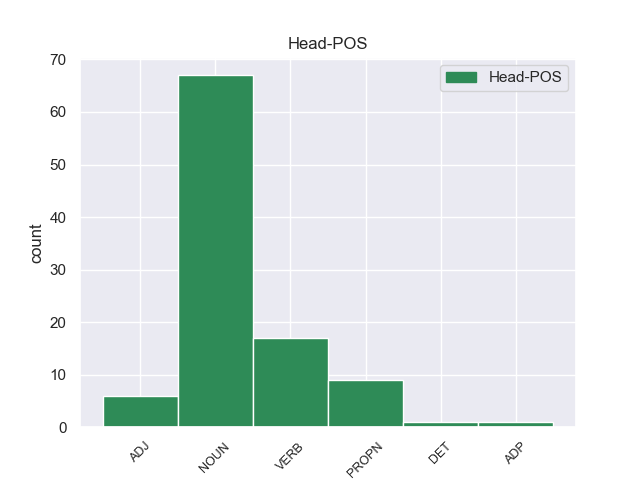 Head-POS
Head-POS
70
60
50
40
30
20
10
0
count
ADJ
NOUN
VERB
PROPN
DET
ADP